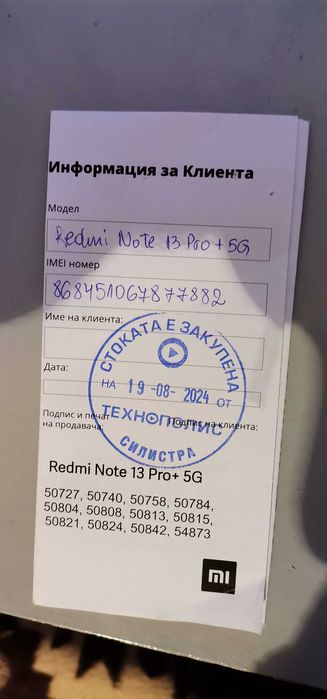 Информация за Клиента
Модел
Redmi Note 13 Pro + 5G
IMEI номер
868451067877882
Име на клиента:
СТОКАТА Е ЗАКУПЕНА
Дата:
НА 19-08-2024 ОТ
ТЕХНОПОЛИС
СИЛИСТРА
Подпис и печат
на продавача:
Подпис на клиента:
Redmi Note 13 Pro+ 5G
50727, 50740, 50758, 50784,
50804, 50808, 50813, 50815,
50821, 50824, 50842, 54873
mi